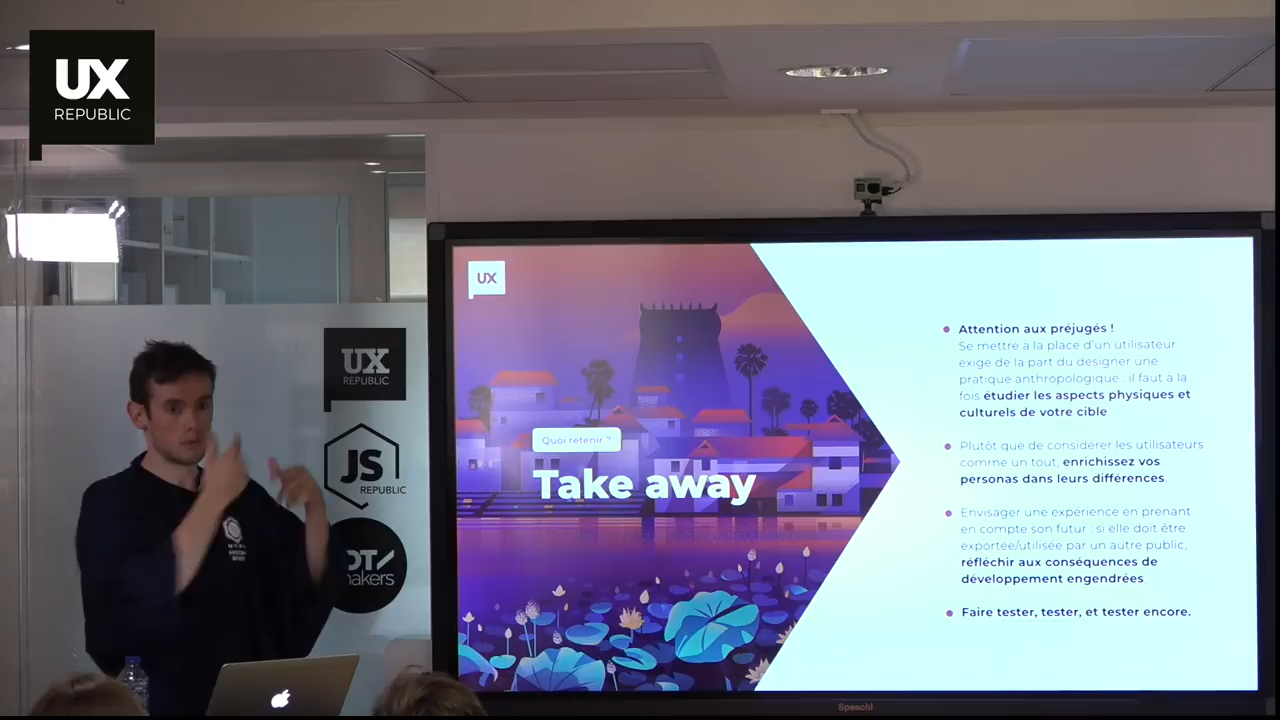 UX
REPUBLIC
UX
REPUBLIC
JS
REPUBLIC
OT
makers
UX
Quoi retenir ?
Take away
Attention aux préjugés !
Se mettre à la place d'un utilisateur
exige de la part du designer une
pratique anthropologique : il faut à la
fois étudier les aspects physiques et
culturels de votre cible
Plutôt que de considérer les utilisateurs
comme un tout, enrichissez vos
personas dans leurs différences
Envisager une experience en prenant
en compte son futur : si elle doit être
exportée/utilisée par un autre public,
réfléchir aux conséquences de
développement engendrées
Faire tester, tester, et tester encore.
Speechi